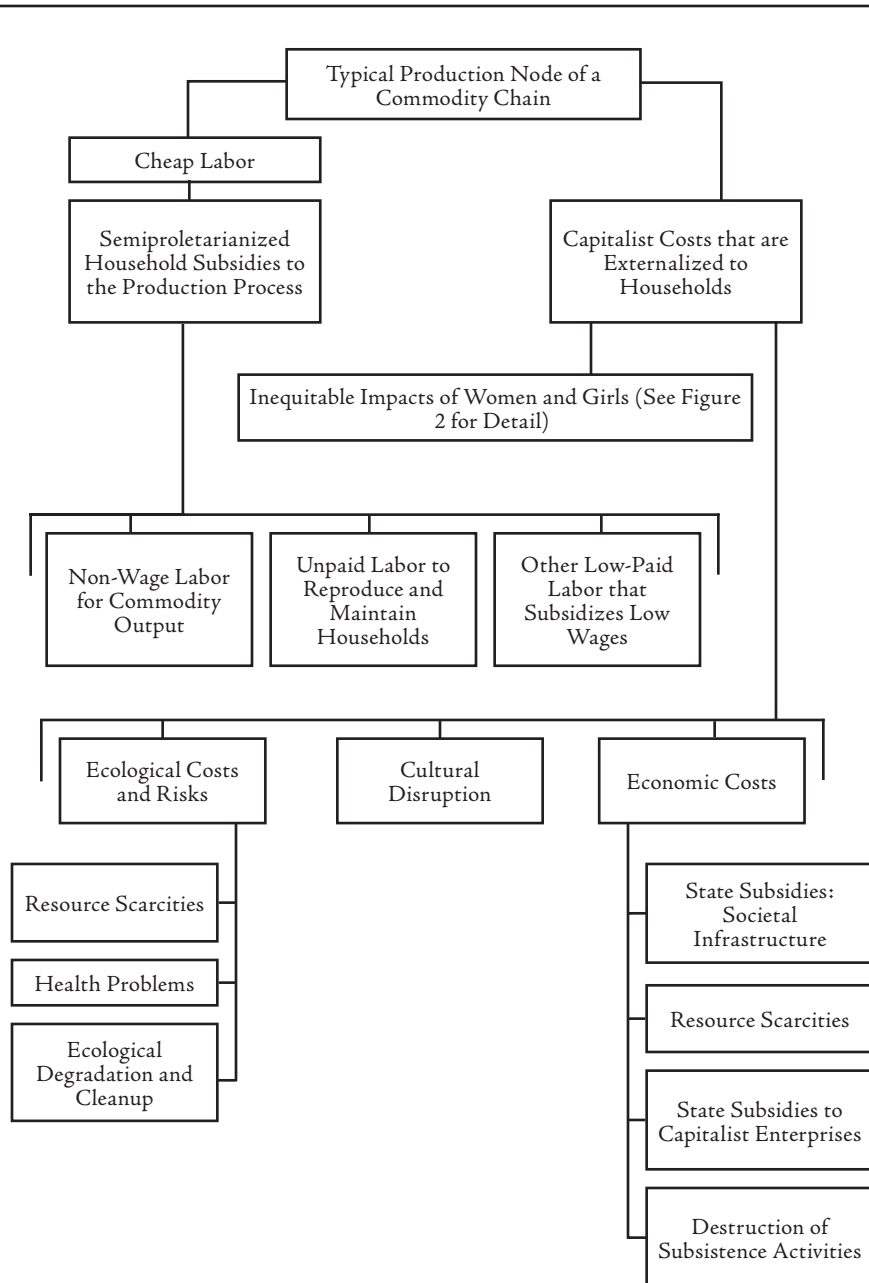 Typical Production Node of a
Commodity Chain
Cheap Labor
Semiproletarianized
Household Subsidies to
the Production Process
Capitalist Costs that are
Externalized to
Households
Inequitable Impacts of Women and Girls (See Figure
2 for Detail)
Non-Wage Labor
for Commodity
Output
Unpaid Labor to
Reproduce and
Maintain
Households
Other Low-Paid
Labor that
Subsidizes Low
Wages
Ecological Costs
and Risks
Cultural
Disruption
Economic Costs
Resource Scarcities
Health Problems
Ecological
Degradation and
Cleanup
State Subsidies:
Societal
Infrastructure
Resource Scarcities
State Subsidies to
Capitalist Enterprises
Destruction of
Subsistence Activities